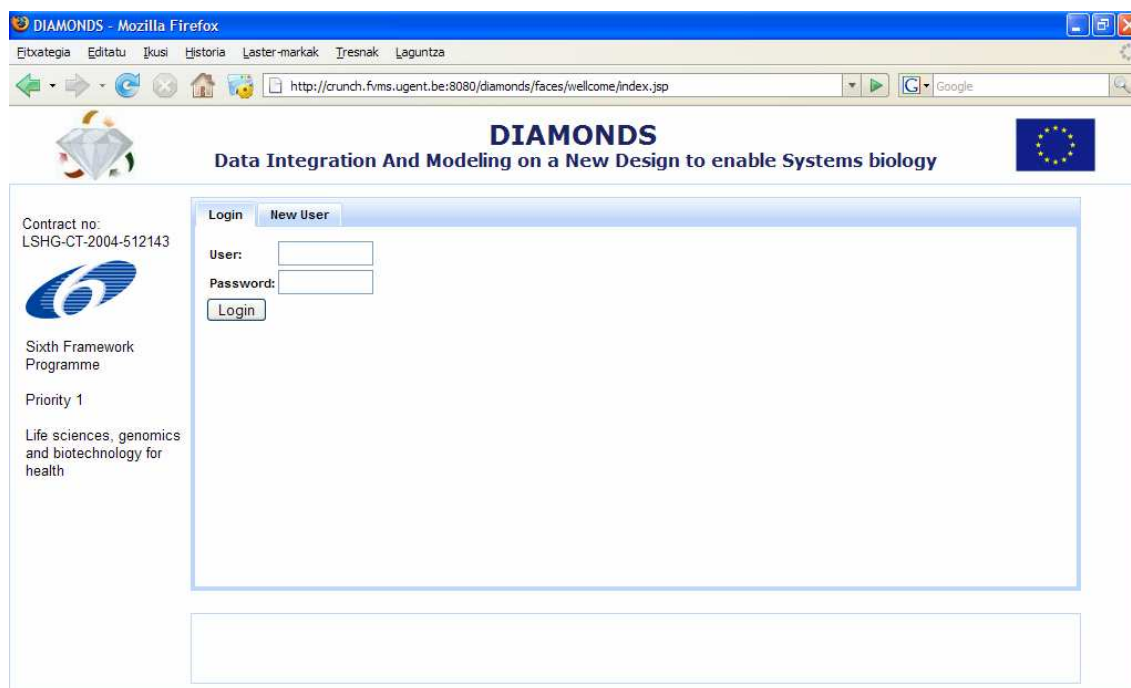 DIAMONDS - Mozilla Firefox
Fitxategia Editatu Ikusi Historia Laster-markak Tresnak Laguntza
http://crunch.fvms.ugent.be:8080/diamonds/faces/wellcome/index.jsp
G Google
DIAMONDS
Data Integration And Modeling on a New Design to enable Systems biology
Contract no:
LSHG-CT-2004-512143
6
Sixth Framework
Programme
Priority 1
Life sciences, genomics
and biotechnology for
health
Login New User
User:
Password:
Login